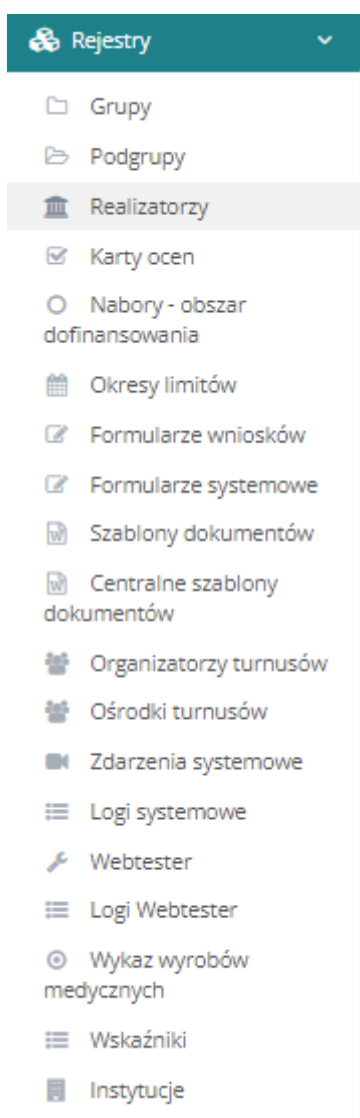 Rejestry
Grupy
Podgrupy
Realizatorzy
Karty ocen
Nabory - obszar
dofinansowania
Okresy limitów
Formularze wniosków
Formularze systemowe
Szablony dokumentów
Centralne szablony
dokumentów
Organizatorzy turnusów
Ośrodki turnusów
Zdarzenia systemowe
Logi systemowe
Webtester
Logi Webtester
Wykaz wyrobów
medycznych
Wskaźniki
Instytucje